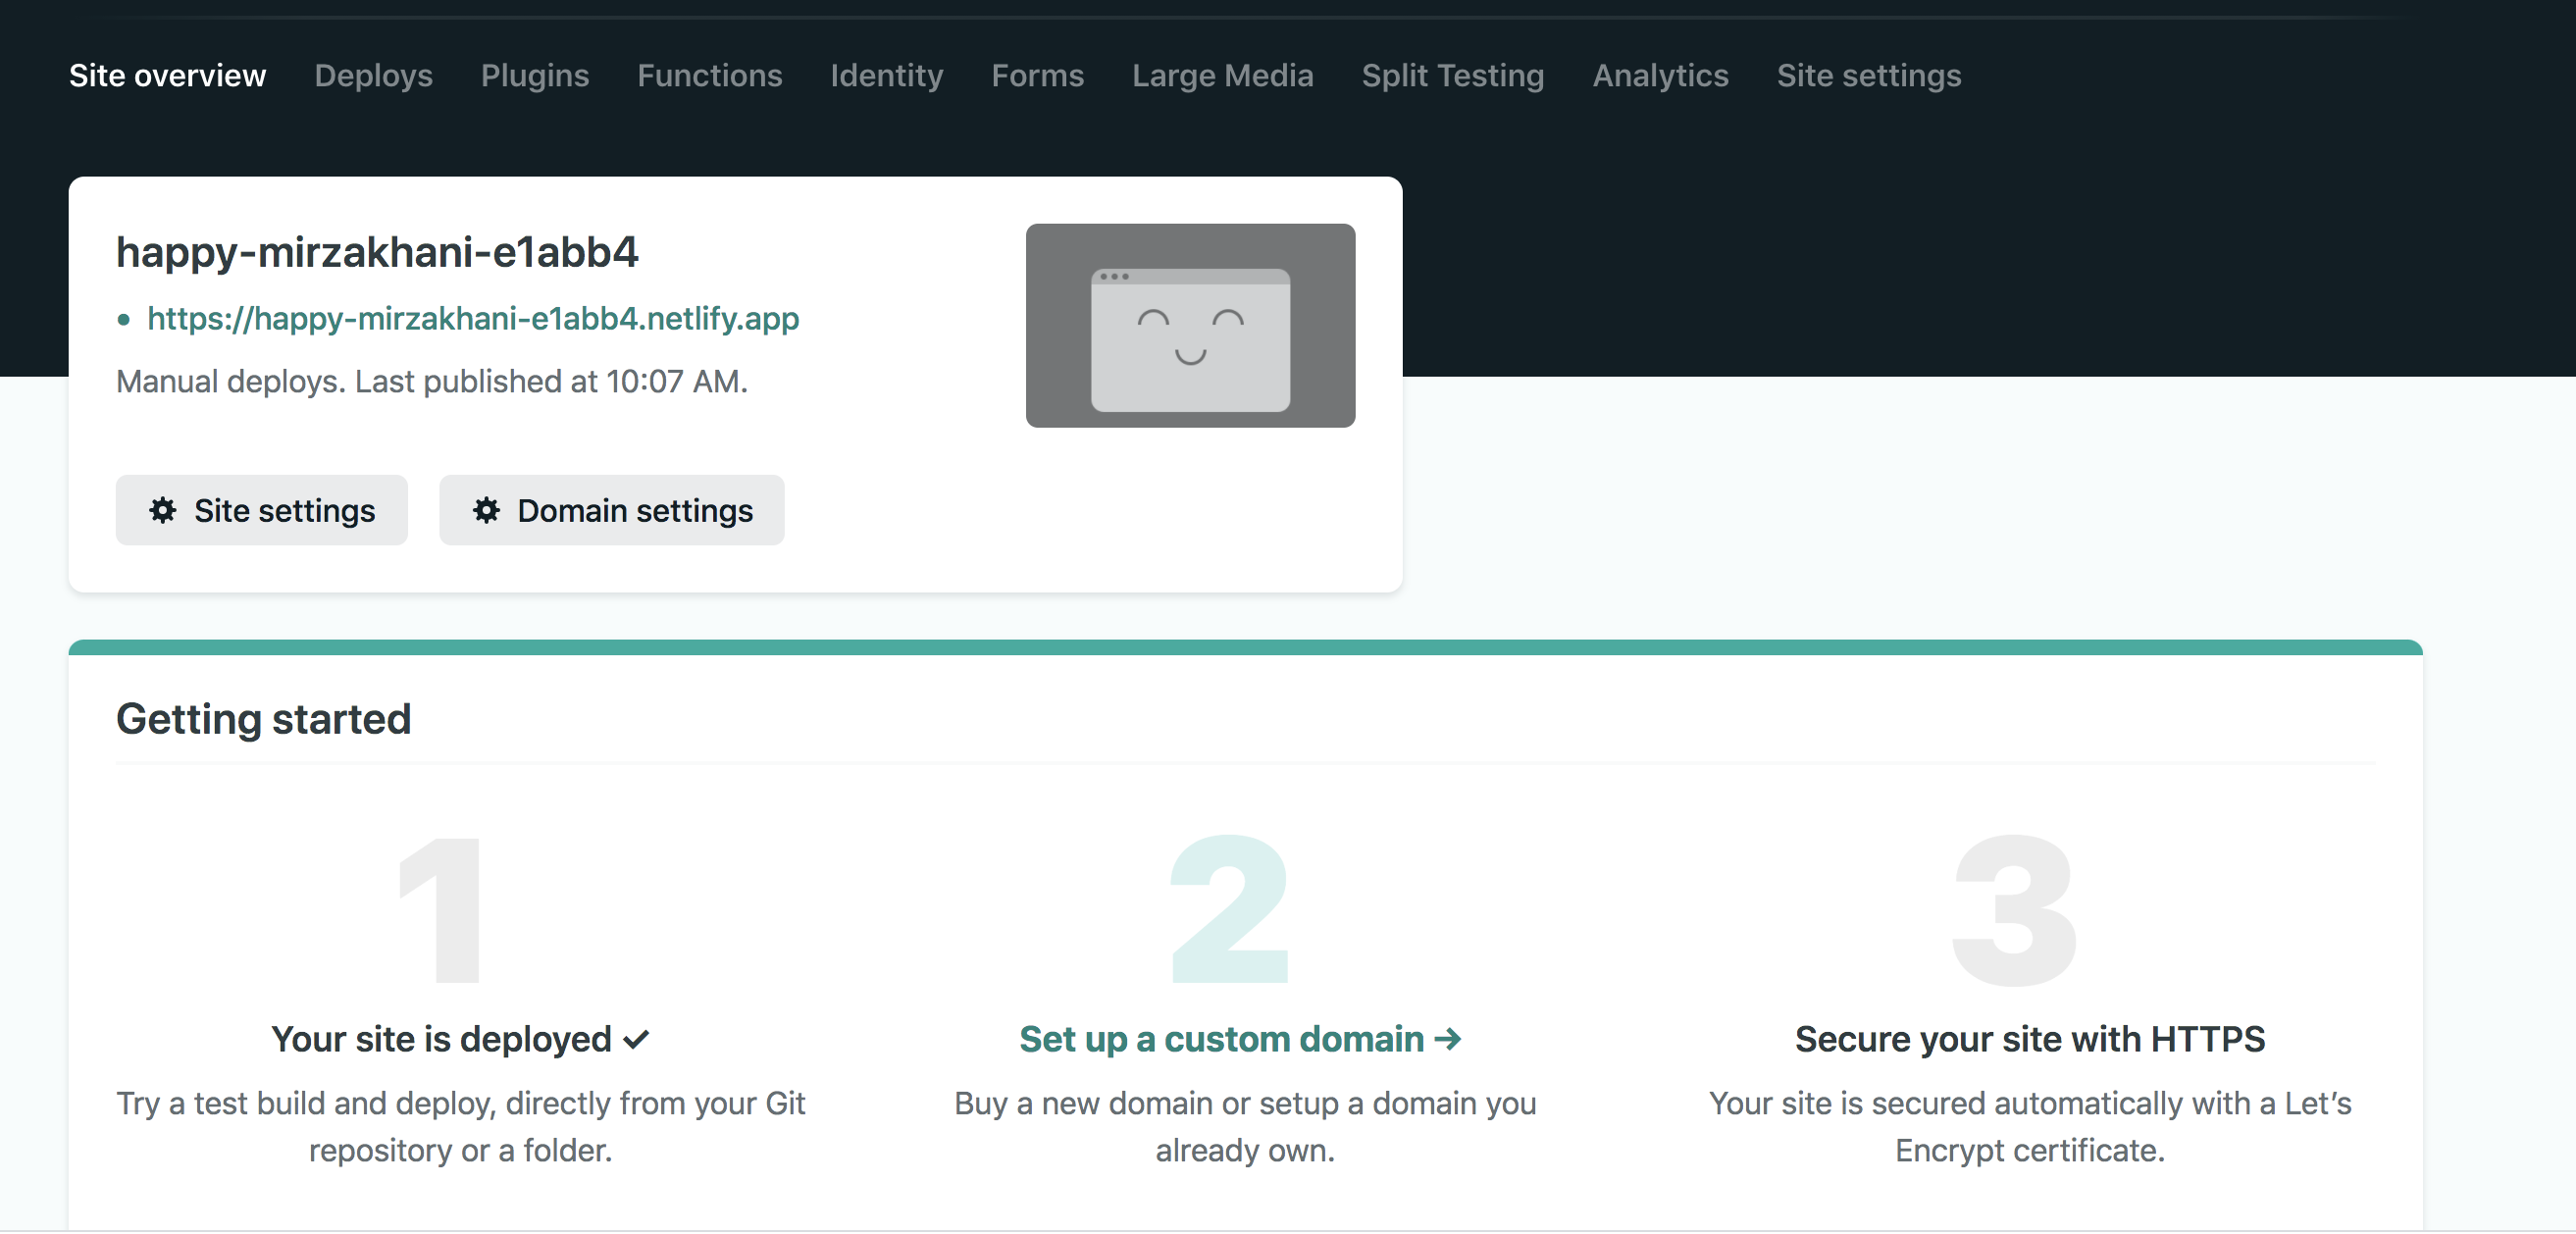 Site overview Deploys Plugins Functions Identity Forms Large Media Split Testing Analytics Site settings
happy-mirzakhani-e1abb4
• https://happy-mirzakhani-e1abb4.netlify.app
Manual deploys. Last published at 10:07 AM.
Site settings Domain settings
Getting started
1
Your site is deployed ✓
Try a test build and deploy, directly from your Git
repository or a folder.
2
Set up a custom domain →
Buy a new domain or setup a domain you
already own.
3
Secure your site with HTTPS
Your site is secured automatically with a Let’s
Encrypt certificate.